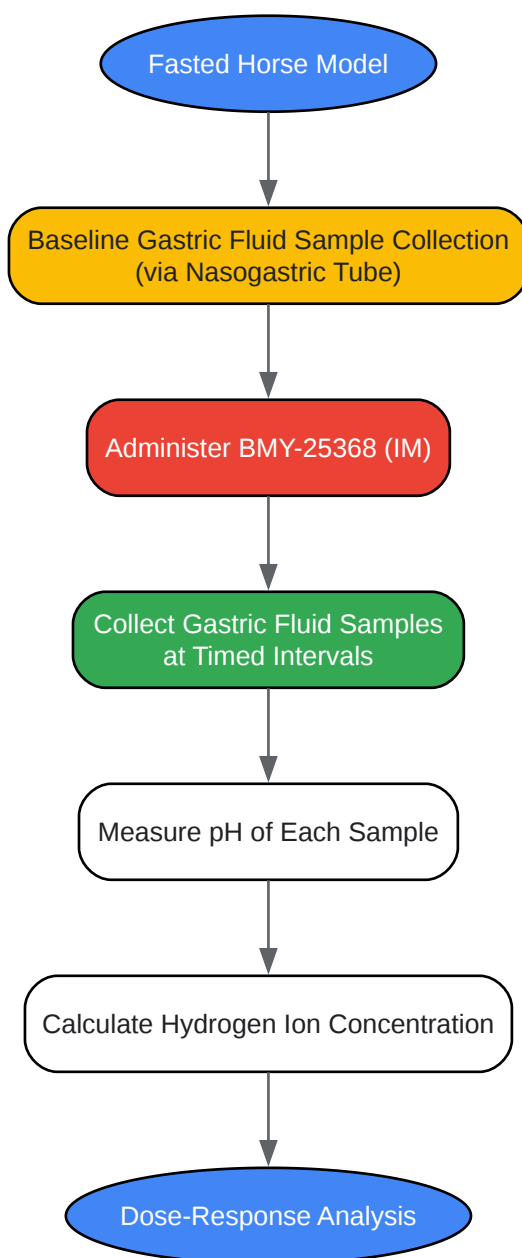 Fasted Horse Model
Baseline Gastric Fluid Sample Collection
(via Nasogastric Tube)
Administer BMY-25368 (IM)
Collect Gastric Fluid Samples
at Timed Intervals
Measure pH of Each Sample
Calculate Hydrogen Ion Concentration
Dose-Response Analysis